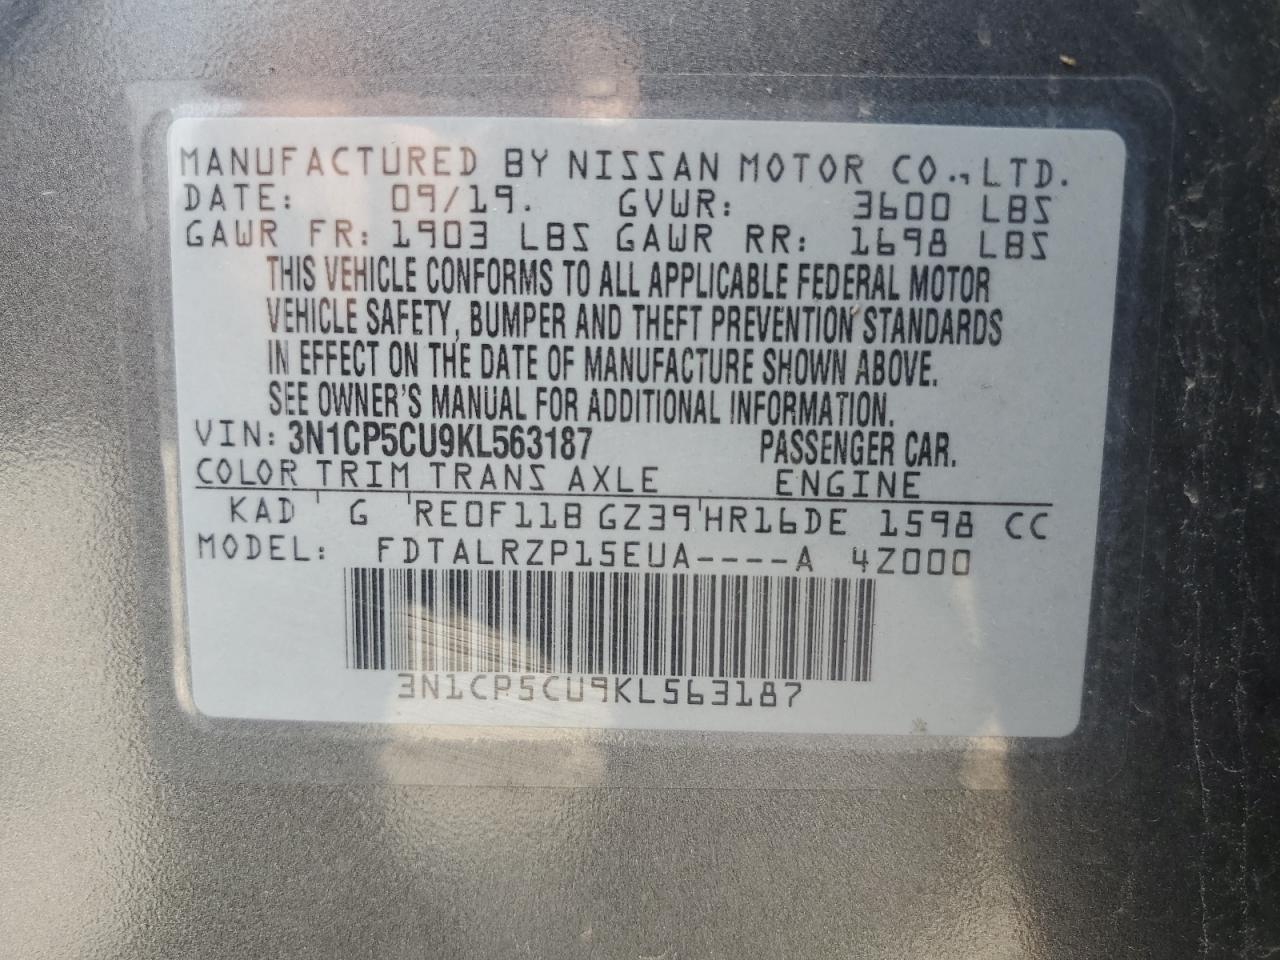 MANUFACTURED BY NISSAN MOTOR CO., LTD.
DATE: 09/19. GVWR: 3600 LBS
GAWR FR: 1903 LBS GAWR RR: 1698 LBS
THIS VEHICLE CONFORMS TO ALL APPLICABLE FEDERAL MOTOR
VEHICLE SAFETY, BUMPER AND THEFT PREVENTION STANDARDS
IN EFFECT ON THE DATE OF MANUFACTURE SHOWN ABOVE.
SEE OWNER'S MANUAL FOR ADDITIONAL INFORMATION.
VIN: 3N1CP5CU9KL563187 PASSENGER CAR.
COLOR TRIM TRANS AXLE ENGINE
KAD G RE0F11B GZ39 HR16DE 1598 CC
MODEL: FDTALRZP15EUA----A 4Z000
3N1CP5CU9KL563187